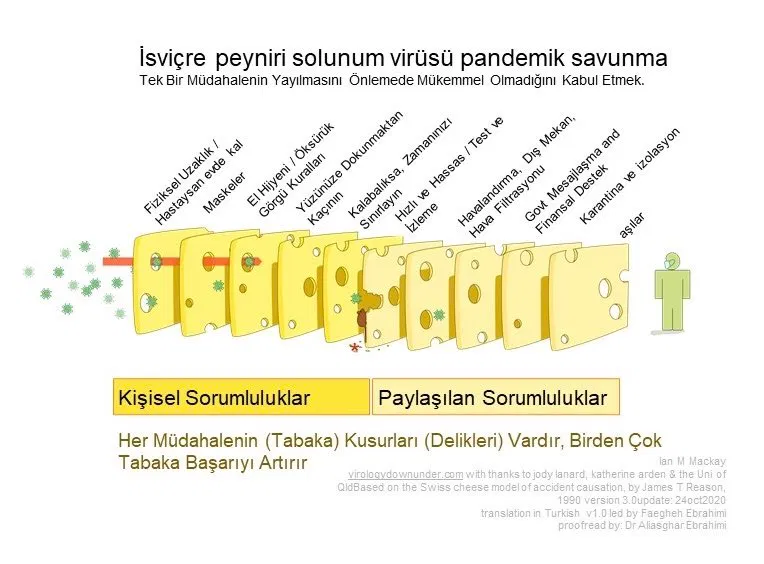 İsviçre peyniri solunum virüsü pandemik savunma
Tek Bir Müdahalenin Yayılmasını Önlemede Mükemmel Olmadığını Kabul Etmek.
Fiziksel Uzaklık /
Hastaysan evde kal
Maskeler
El Hijyeni / Öksürük
Görgü Kuralları
Yüzünüze Dokunmaktan
Kaçının
Kalabalıksa, Zamanınızı
Sınırlayın
Hızlı ve Hassas / Test ve
İzleme
Havalandırma, Dış Mekan,
Hava Filtrasyonu
Govt Mesajlaşma and
Finansal Destek
Karantina ve izolasyon
aşılar
Kişisel Sorumluluklar
Paylaşılan Sorumluluklar
Her Müdahalenin (Tabaka) Kusurları (Delikleri) Vardır, Birden Çok
Tabaka Başarıyı Artırır
Ian M Mackay
virologydownunder.com with thanks to jody lanard, katherine arden & the Uni of
QldBased on the Swiss cheese model of accident causation, by James T Reason,
1990 version 3.0update: 24oct2020
translation in Turkish v1.0 led by Faegheh Ebrahimi
proofread by: Dr Aliasghar Ebrahimi